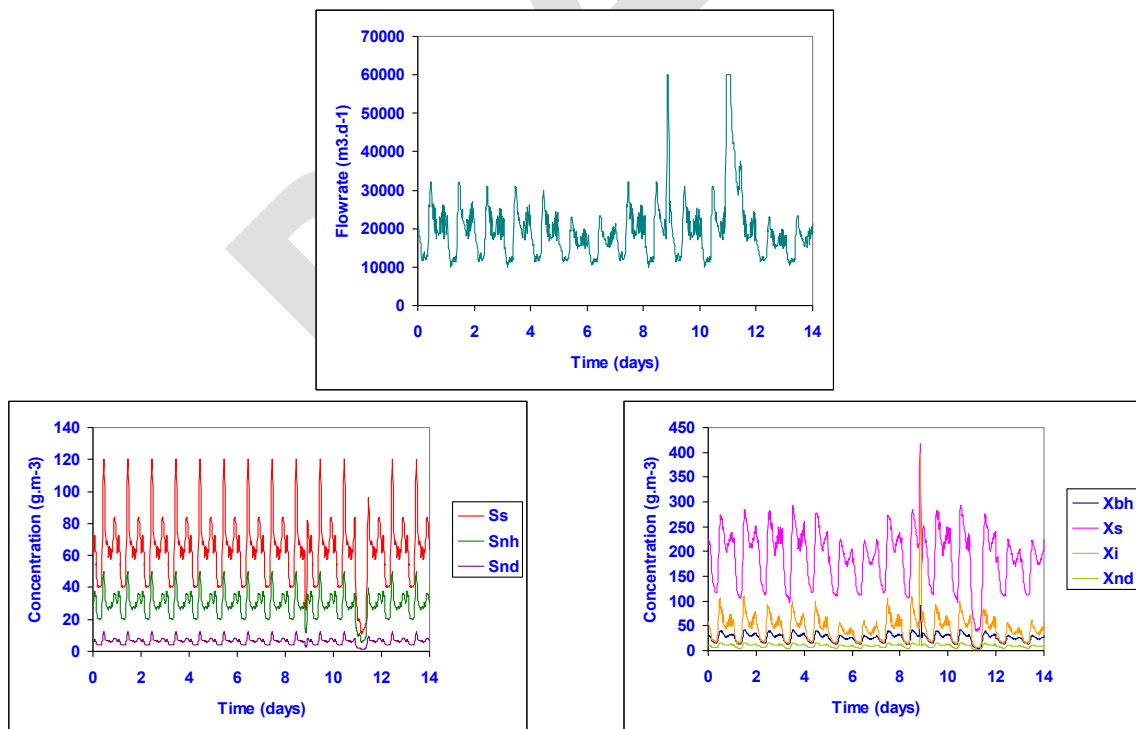 70000
60000
50000
40000
30000
20000
10000
0
Flowrate (m3.d-1)
0 2 4 6 8 10 12 14
Time (days)
140
120
100
80
60
40
20
0
Concentration (g.m-3)
0 2 4 6 8 10 12 14
Time (days)
Ss
Snh
Snd
450
400
350
300
250
200
150
100
50
0
Concentration (g.m-3)
0 2 4 6 8 10 12 14
Time (days)
Xbh
Xs
Xi
Xnd